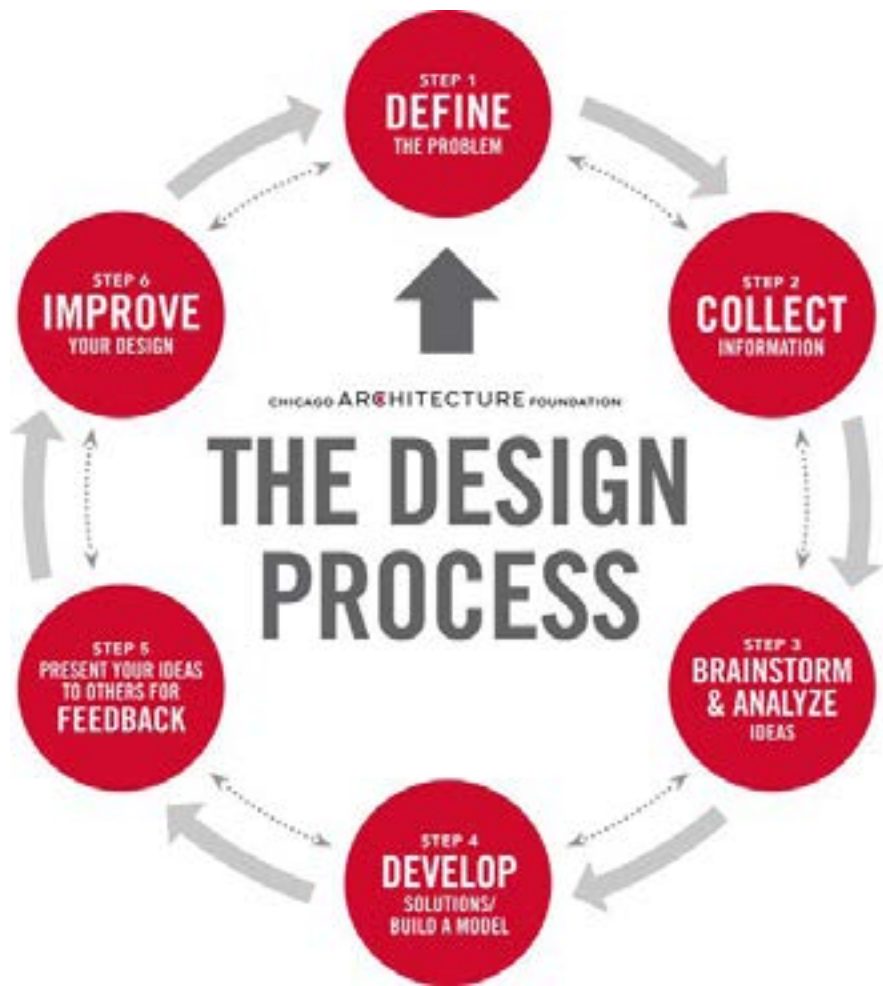 STEP 1
DEFINE
THE PROBLEM
STEP 2
COLLECT
INFORMATION
STEP 3
BRAINSTORM
& ANALYZE
IDEAS
STEP 4
DEVELOP
SOLUTIONS/
BUILD A MODEL
STEP 5
PRESENT YOUR IDEAS
TO OTHERS FOR
FEEDBACK
STEP 6
IMPROVE
YOUR DESIGN
CHICAGO ARCHITECTURE FOUNDATION
THE DESIGN
PROCESS